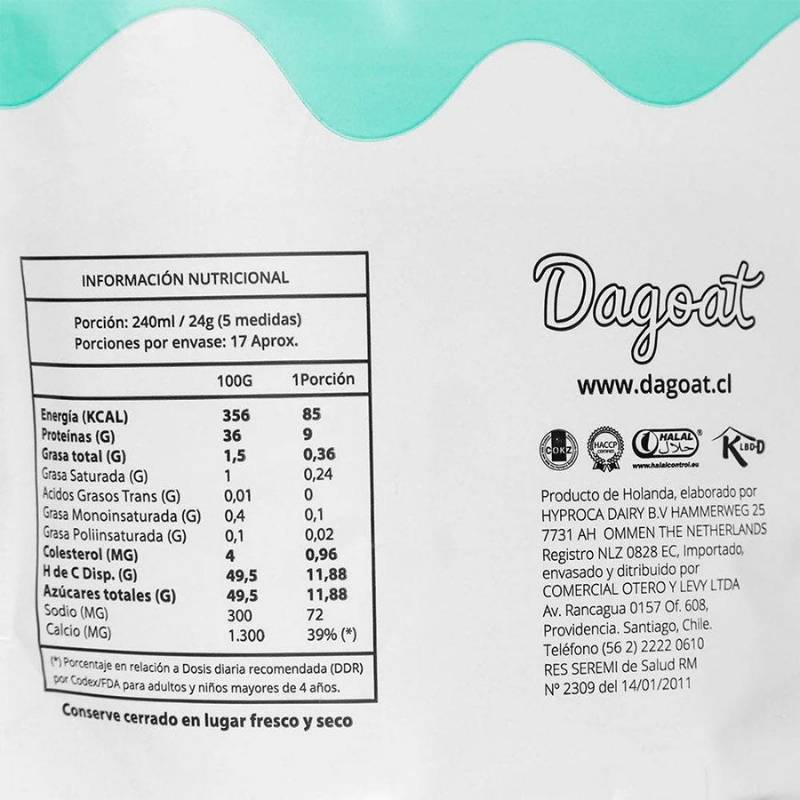 INFORMACIÓN NUTRICIONAL
Porción: 240ml / 24g (5 medidas)
Porciones por envase: 17 Aprox.
100G 1Porción
Energía (KCAL) 356 85
Proteínas (G) 36 9
Grasa total (G) 1,5 0,36
Grasa Saturada (G) 1 0,24
Acidos Grasos Trans (G) 0,01 0
Grasa Monoinsaturada (G) 0,4 0,1
Grasa Poliinsaturada (G) 0,1 0,02
Colesterol (MG) 4 0,96
H de C Disp. (G) 49,5 11,88
Azúcares totales (G) 49,5 11,88
Sodio (MG) 300 72
Calcio (MG) 1.300 39% (*)
(*) Porcentaje en relación a Dosis diaria recomendada (DDR)
por Codex/FDA para adultos y niños mayores de 4 años.
Conserve cerrado en lugar fresco y seco
Dagoat
www.dagoat.cl
COKZ
HACCP
CERTIFIED
HALAL®
حلال
www.halalcontrol.eu
K LBD-D
Producto de Holanda, elaborado por
HYPROCA DAIRY B.V HAMMERWEG 25
7731 AH OMMEN THE NETHERLANDS
Registro NLZ 0828 EC, Importado,
envasado y ditribuido por
COMERCIAL OTERO Y LEVY LTDA
Av. Rancagua 0157 Of. 608,
Providencia. Santiago, Chile.
Teléfono (56 2) 2222 0610
RES SEREMI de Salud RM
Nº 2309 del 14/01/2011